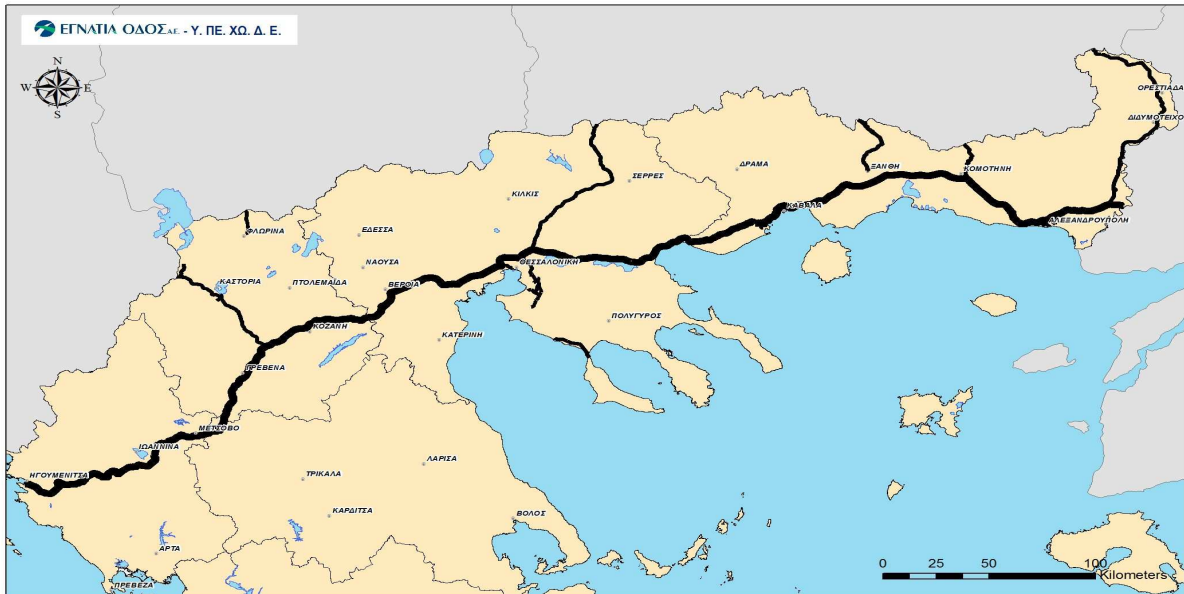 ΕΓΝΑΤΙΑ ΟΔΟΣ Α.Ε. - Υ. ΠΕ. ΧΩ. Δ. Ε.
N
W E
S
ΟΡΕΣΤΙΑΔΑ
ΔΙΔΥΜΟΤΕΙΧΟ
ΔΡΑΜΑ
ΞΑΝΘΗ
ΚΟΜΟΤΗΝΗ
ΣΕΡΡΕΣ
ΚΙΛΚΙΣ
ΚΑΒΑΛΑ
ΑΛΕΞΑΝΔΡΟΥΠΟΛΗ
ΦΛΩΡΙΝΑ
ΕΔΕΣΣΑ
ΝΑΟΥΣΑ
ΘΕΣΣΑΛΟΝΙΚΗ
ΚΑΣΤΟΡΙΑ
ΠΤΟΛΕΜΑΙΔΑ
ΒΕΡΟΙΑ
ΚΟΖΑΝΗ
ΚΑΤΕΡΙΝΗ
ΠΟΛΥΓΥΡΟΣ
ΓΡΕΒΕΝΑ
ΜΕΤΣΟΒΟ
ΙΩΑΝΝΙΝΑ
ΗΓΟΥΜΕΝΙΤΣΑ
ΤΡΙΚΑΛΑ
ΛΑΡΙΣΑ
ΚΑΡΔΙΤΣΑ
ΒΟΛΟΣ
ΑΡΤΑ
ΠΡΕΒΕΖΑ
0 25 50 100
Kilometers